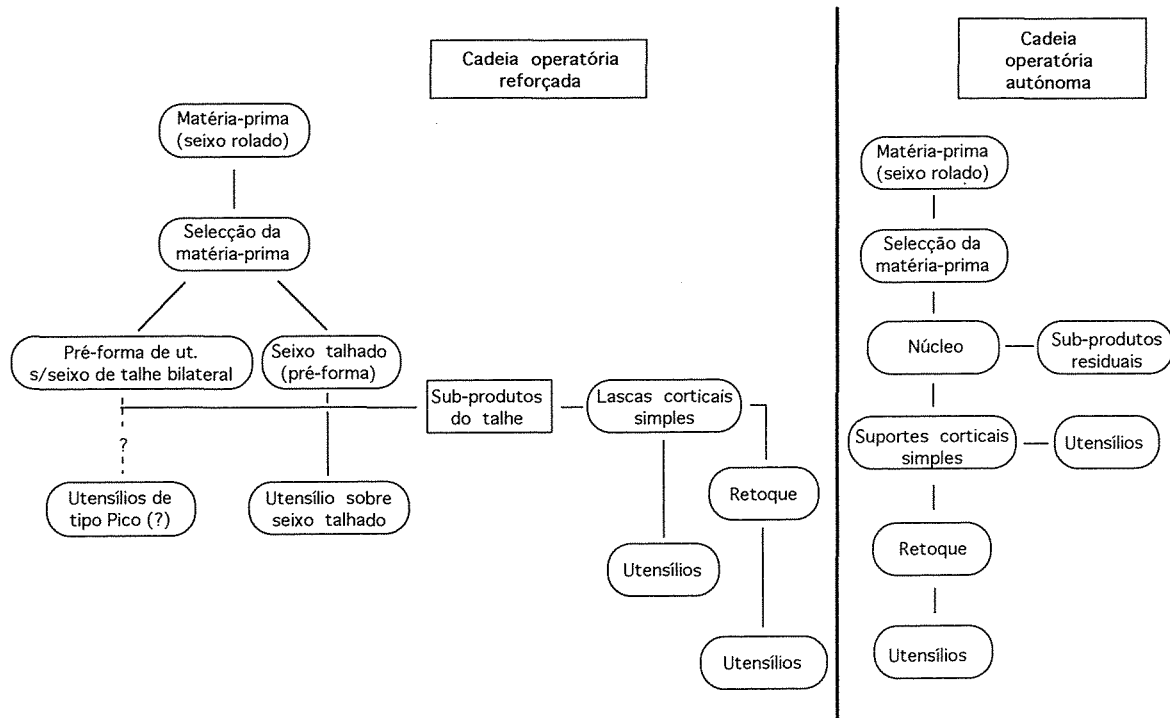 Cadeia operatória
reforçada
Matéria-prima
(seixo rolado)
Selecção da
matéria-prima
Pré-forma de ut.
s/seixo de talhe bilateral
Seixo talhado
(pré-forma)
Sub-produtos
do talhe
Lascas corticais
simples
?
Utensílios de
tipo Pico (?)
Utensílio sobre
seixo talhado
Retoque
Utensílios
Utensílios
Cadeia
operatória
autónoma
Matéria-prima
(seixo rolado)
Selecção da
matéria-prima
Núcleo
Sub-produtos
residuais
Suportes corticais
simples
Utensílios
Retoque
Utensílios